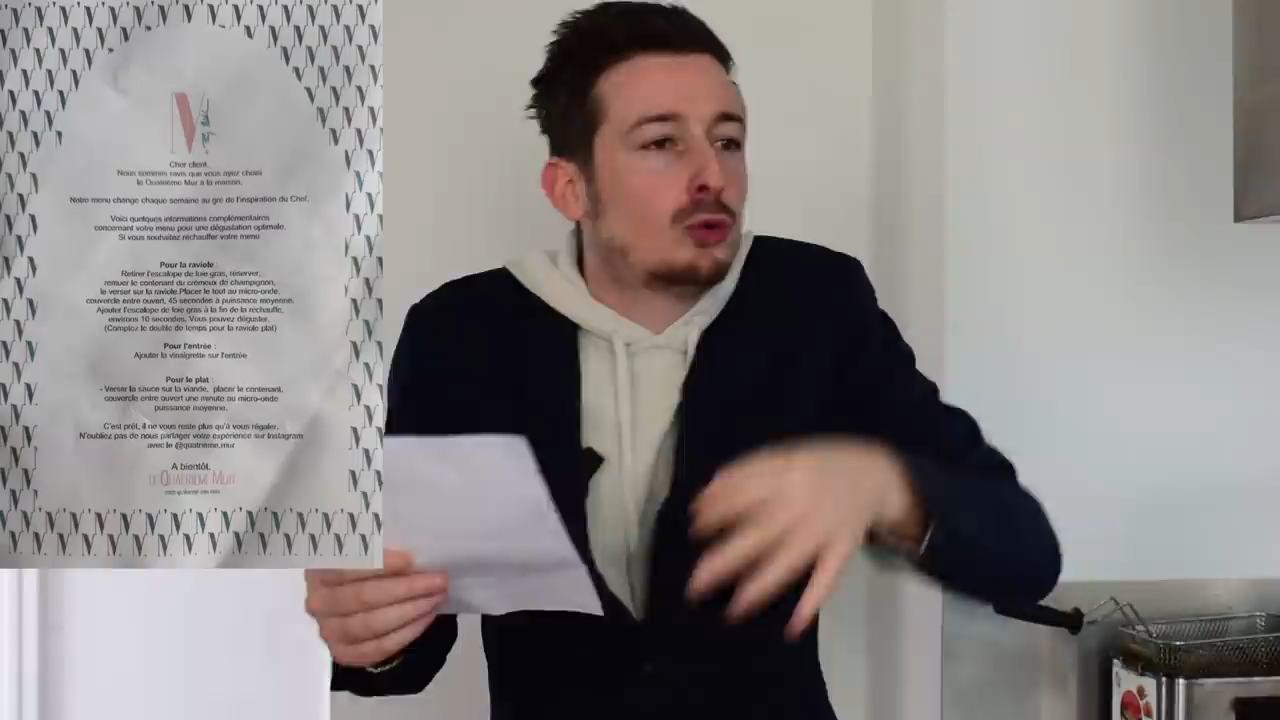 Cher client,
Nous sommes ravis que vous ayez choisi
le Quatrième Mur à la maison.
Notre menu change chaque semaine au gré de l'inspiration du Chef.
Voici quelques informations complémentaires
concernant votre menu pour une dégustation optimale.
Si vous souhaitez réchauffer votre menu
Pour la raviole :
Retirer l'escalope de foie gras, réserver,
remuer le contenant du crémeux de champignon,
le verser sur la raviole.Placer le tout au micro-onde,
couvercle entre ouvert, 45 secondes à puissance moyenne.
Ajouter l'escalope de foie gras à la fin de la réchauffe,
environs 10 secondes. Vous pouvez déguster.
(Comptez le double de temps pour la raviole plat)
Pour l'entrée :
Ajouter la vinaigrette sur l'entrée
Pour le plat :
- Verser la sauce sur la viande, placer le contenant,
couvercle entre ouvert une minute au micro-onde
puissance moyenne.
C'est prêt, il ne vous reste plus qu'à vous régaler.
N'oubliez pas de nous partager votre expérience sur Instagram
avec le @quatrieme.mur
A bientôt,
LE QUATRIÈME MUR